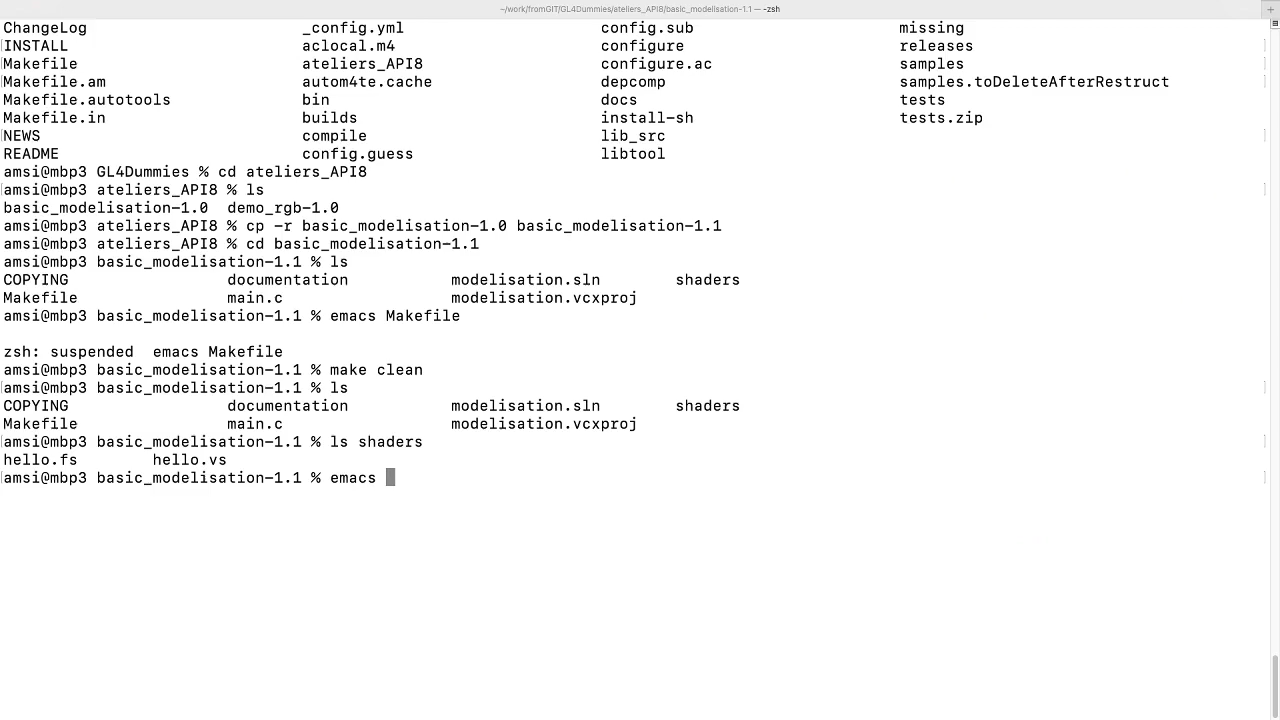 ~/work/fromGIT/GL4Dummies/ateliers_API8/basic_modelisation-1.1 — -zsh
ChangeLog _config.yml config.sub missing
INSTALL aclocal.m4 configure releases
Makefile ateliers_API8 configure.ac samples
Makefile.am autom4te.cache depcomp samples.toDeleteAfterRestruct
Makefile.autotools bin docs tests
Makefile.in builds install-sh tests.zip
NEWS compile lib_src
README config.guess libtool
amsi@mbp3 GL4Dummies % cd ateliers_API8
amsi@mbp3 ateliers_API8 % ls
basic_modelisation-1.0 demo_rgb-1.0
amsi@mbp3 ateliers_API8 % cp -r basic_modelisation-1.0 basic_modelisation-1.1
amsi@mbp3 ateliers_API8 % cd basic_modelisation-1.1
amsi@mbp3 basic_modelisation-1.1 % ls
COPYING documentation modelisation.sln shaders
Makefile main.c modelisation.vcxproj
amsi@mbp3 basic_modelisation-1.1 % emacs Makefile
zsh: suspended emacs Makefile
amsi@mbp3 basic_modelisation-1.1 % make clean
amsi@mbp3 basic_modelisation-1.1 % ls
COPYING documentation modelisation.sln shaders
Makefile main.c modelisation.vcxproj
amsi@mbp3 basic_modelisation-1.1 % ls shaders
hello.fs hello.vs
amsi@mbp3 basic_modelisation-1.1 % emacs